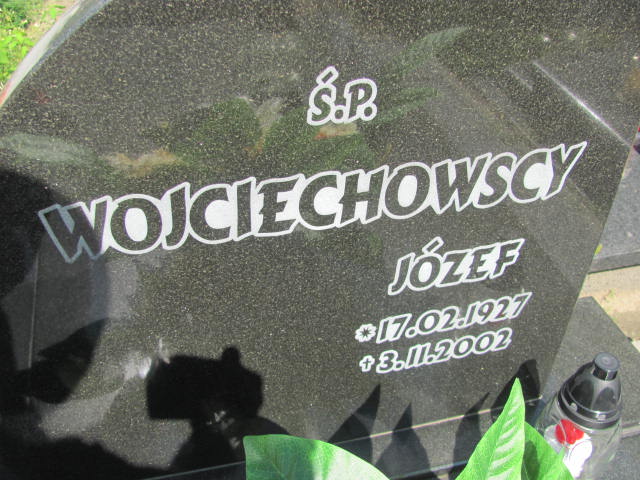 Ś.P.
WOJCIECHOWSCY
JÓZEF
*17.02.1927
✝3.11.2002